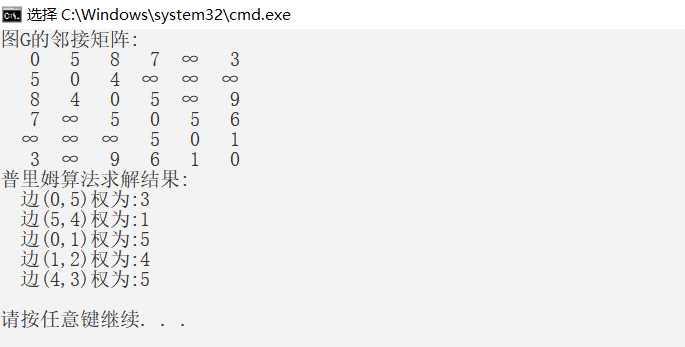 选择 C:\Windows\system32\cmd.exe
图G的邻接矩阵:
0 5 8 7 ∞ 3
5 0 4 ∞ ∞ ∞
8 4 0 5 ∞ 9
7 ∞ 5 0 5 6
∞ ∞ ∞ 5 0 1
3 ∞ 9 6 1 0
普里姆算法求解结果:
边(0,5)权为:3
边(5,4)权为:1
边(0,1)权为:5
边(1,2)权为:4
边(4,3)权为:5
请按任意键继续. . .